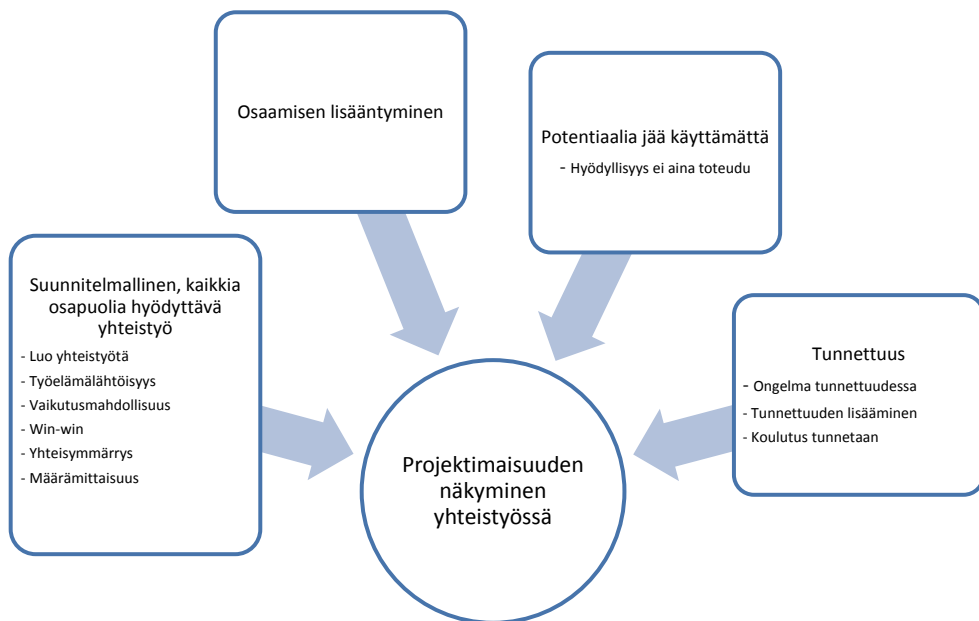 Osaamisen lisääntyminen
Potentiaalia jää käyttämättä
- Hyödyllisyys ei aina toteudu
Suunnitelmallinen, kaikkia
osapuolia hyödyttävä
yhteistyö
- Luo yhteistyötä
- Työelämälähtöisyys
- Vaikutusmahdollisuus
- Win-win
- Yhteisymmärrys
- Määrämittaisuus
Tunnettuus
- Ongelma tunnettuudessa
- Tunnettuuden lisääminen
- Koulutus tunnetaan
Projektimaisuuden
näkyminen
yhteistyössä